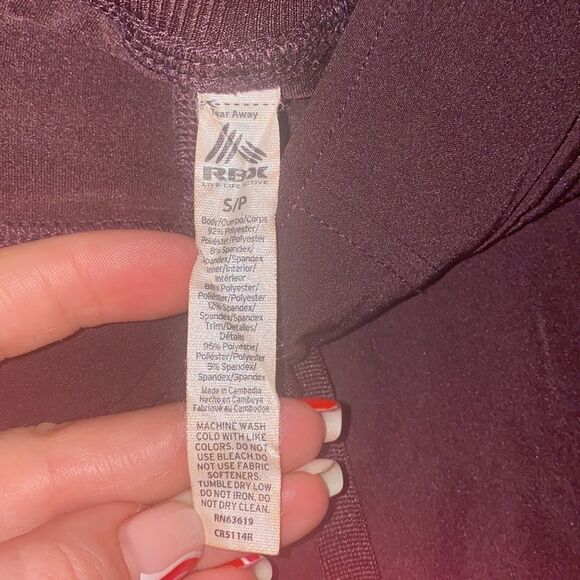 Tear Away
RBX
LIVE LIFE ACTIVE
S/P
Body/Cuerpo/Corps
92% Polyester/
Poliéster/Polyester
8% Spandex/
Spandex/Spandex
Inner/Interior/
Intérieur
88% Polyester/
Poliéster/Polyester
12% Spandex/
Spandex/Spandex
Trim/Detalles/
Détails
95% Polyester/
Poliéster/Polyester
5% Spandex/
Spandex/Spandex
Made in Cambodia
Hecho en Camboya
Fabriqué au Cambodge
MACHINE WASH
COLD WITH LIKE
COLORS. DO NOT
USE BLEACH.DO
NOT USE FABRIC
SOFTENERS.
TUMBLE DRY LOW
DO NOT IRON. DO
NOT DRY CLEAN.
RN63619
CR5114R